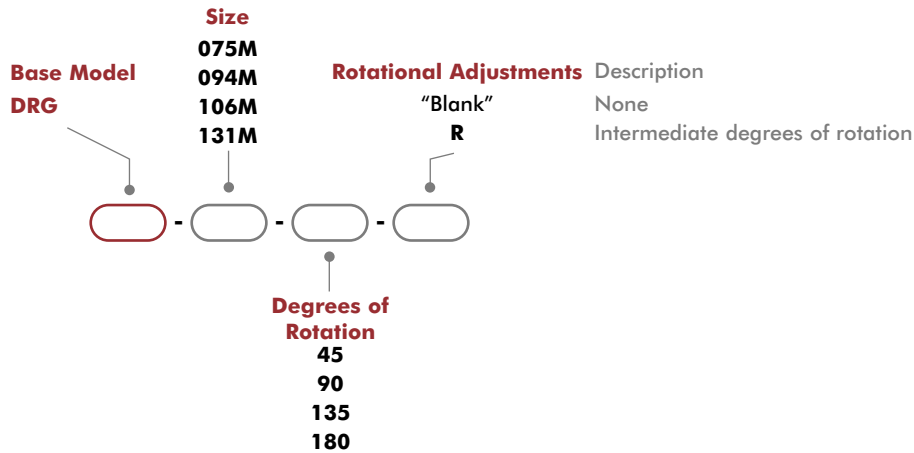 Size
075M
094M
106M
131M
Base Model
DRG
Rotational Adjustments Description
“Blank” None
R Intermediate degrees of rotation
- - -
Degrees of
Rotation
45
90
135
180